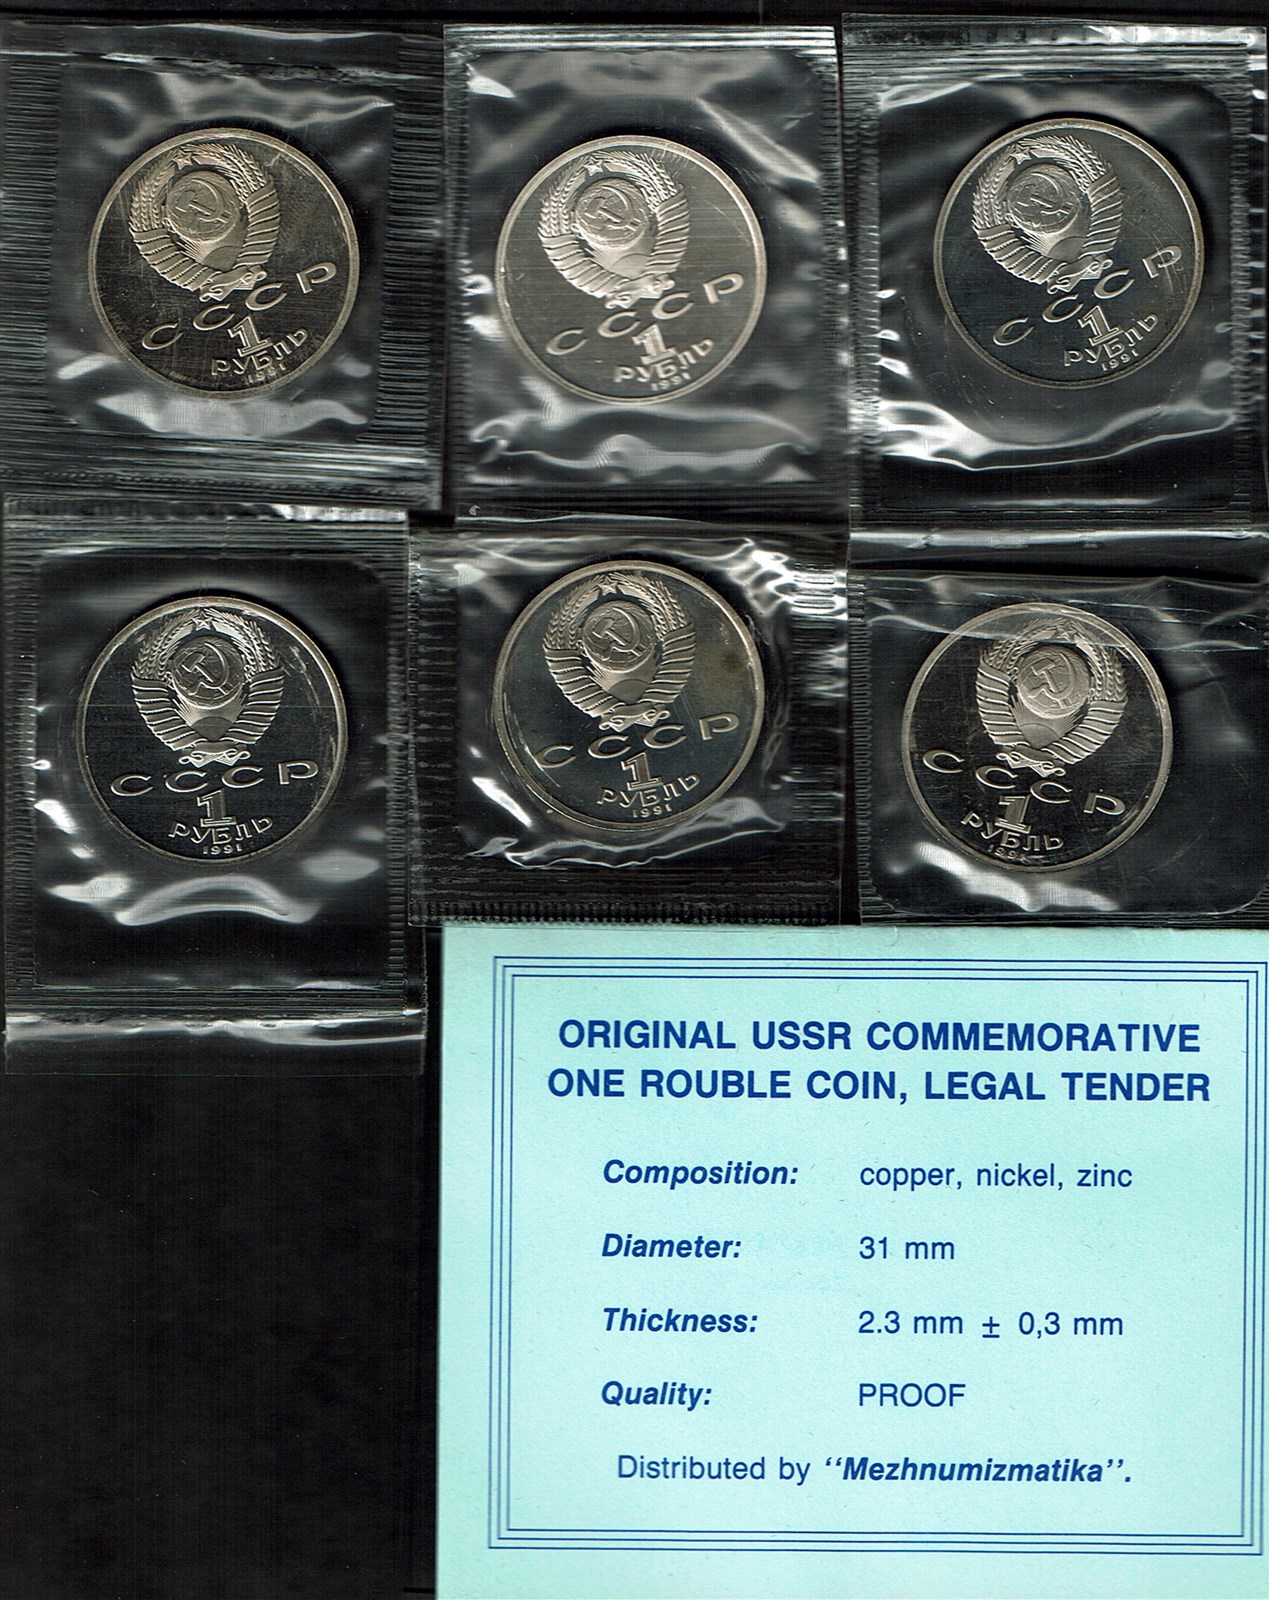 СССР
1
РУБЛЬ
1991
СССР
1
РУБЛЬ
1991
СССР
1
РУБЛЬ
1991
СССР
1
РУБЛЬ
1991
СССР
1
РУБЛЬ
1991
СССР
1
РУБЛЬ
1991
ORIGINAL USSR COMMEMORATIVE
ONE ROUBLE COIN, LEGAL TENDER
Composition: copper, nickel, zinc
Diameter: 31 mm
Thickness: 2.3 mm ± 0,3 mm
Quality: PROOF
Distributed by “Mezhnumizmatika”.